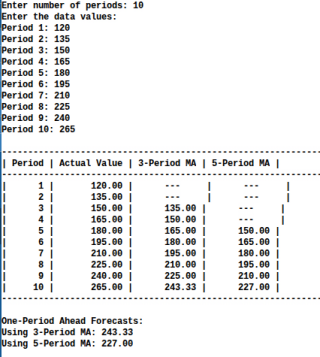 Enter number of periods: 10
Enter the data values:
Period 1: 120
Period 2: 135
Period 3: 150
Period 4: 165
Period 5: 180
Period 6: 195
Period 7: 210
Period 8: 225
Period 9: 240
Period 10: 265
------------------------------------------------------------
| Period | Actual Value | 3-Period MA | 5-Period MA |
------------------------------------------------------------
| 1 | 120.00 | --- | --- |
| 2 | 135.00 | --- | --- |
| 3 | 150.00 | 135.00 | --- |
| 4 | 165.00 | 150.00 | --- |
| 5 | 180.00 | 165.00 | 150.00 |
| 6 | 195.00 | 180.00 | 165.00 |
| 7 | 210.00 | 195.00 | 180.00 |
| 8 | 225.00 | 210.00 | 195.00 |
| 9 | 240.00 | 225.00 | 210.00 |
| 10 | 265.00 | 243.33 | 227.00 |
------------------------------------------------------------
One-Period Ahead Forecasts:
Using 3-Period MA: 243.33
Using 5-Period MA: 227.00